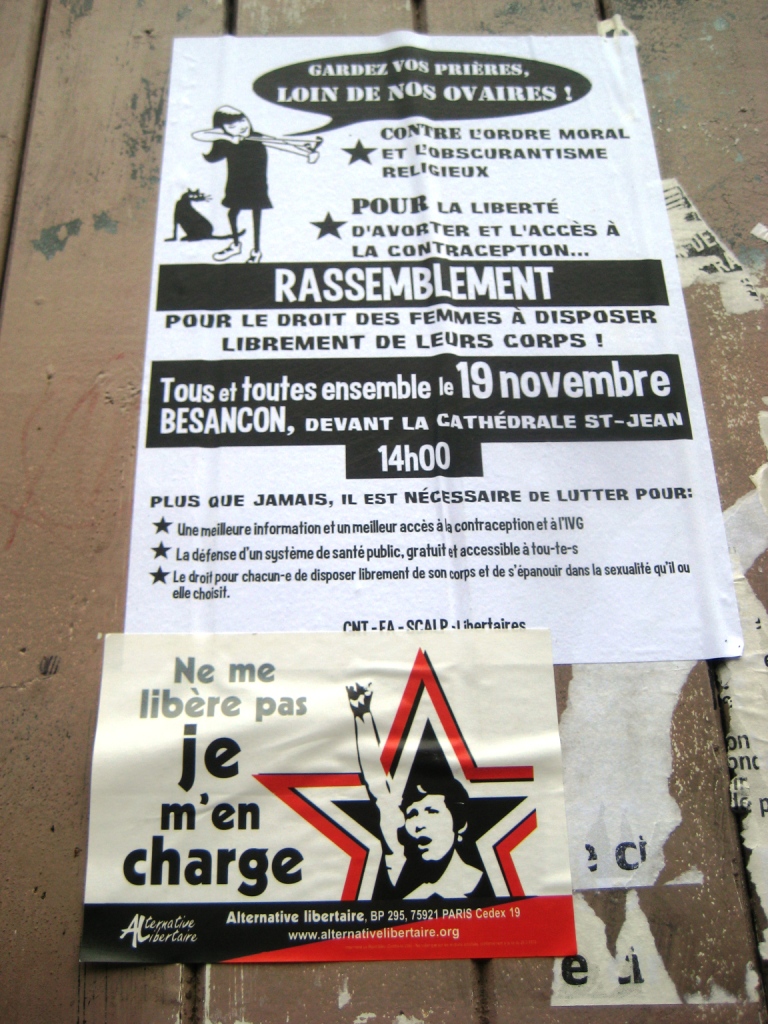 GARDEZ VOS PRIÈRES,
LOIN DE NOS OVAIRES !
CONTRE L'ORDRE MORAL
ET L'OBSCURANTISME
RELIGIEUX
POUR LA LIBERTÉ
D'AVORTER ET L'ACCÈS À
LA CONTRACEPTION...
RASSEMBLEMENT
POUR LE DROIT DES FEMMES À DISPOSER
LIBREMENT DE LEURS CORPS !
Tous et toutes ensemble le 19 novembre
BESANCON, DEVANT LA CATHÉDRALE ST-JEAN
14h00
PLUS QUE JAMAIS, IL EST NÉCESSAIRE DE LUTTER POUR:
Une meilleure information et un meilleur accès à la contraception et à l'IVG
La défense d'un système de santé public, gratuit et accessible à tou-te-s
Le droit pour chacun-e de disposer librement de son corps et de s'épanouir dans la sexualité qu'il ou
elle choisit.
CNT - FA - SCALP - Libertaires
Ne me
libère pas
je
m'en
charge
Alternative
Libertaire
Alternative libertaire, BP 295, 75921 PARIS Cedex 19
www.alternativelibertaire.org